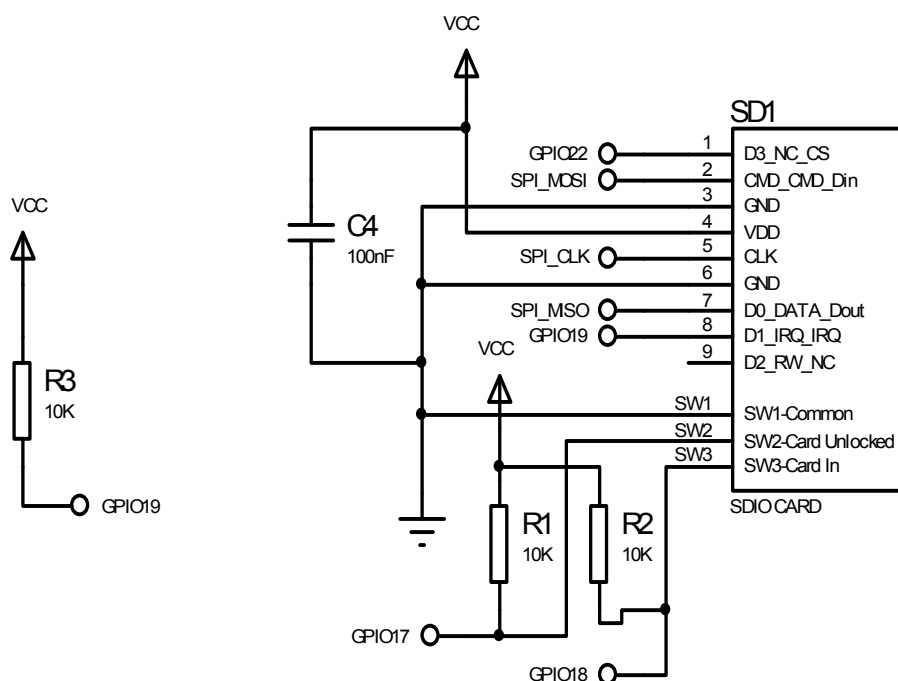 VCC
SD1
1
GPIO22
D3_NC_CS
2
SPI_MOSI
CMD_CMD_Din
3
GND
VCC
C4
100nF
4
VDD
5
SPI_CLK
CLK
6
GND
7
SPI_MISO
D0_DATA_Dout
8
GPIO19
D1_IRQ_IRQ
VCC
9
D2_RW_NC
R3
10K
SW1
SW1-Common
SW2
SW2-Card Unlocked
SW3
SW3-Card In
GPIO19
SDIO CARD
R1
10K
R2
10K
GPIO17
GPIO18